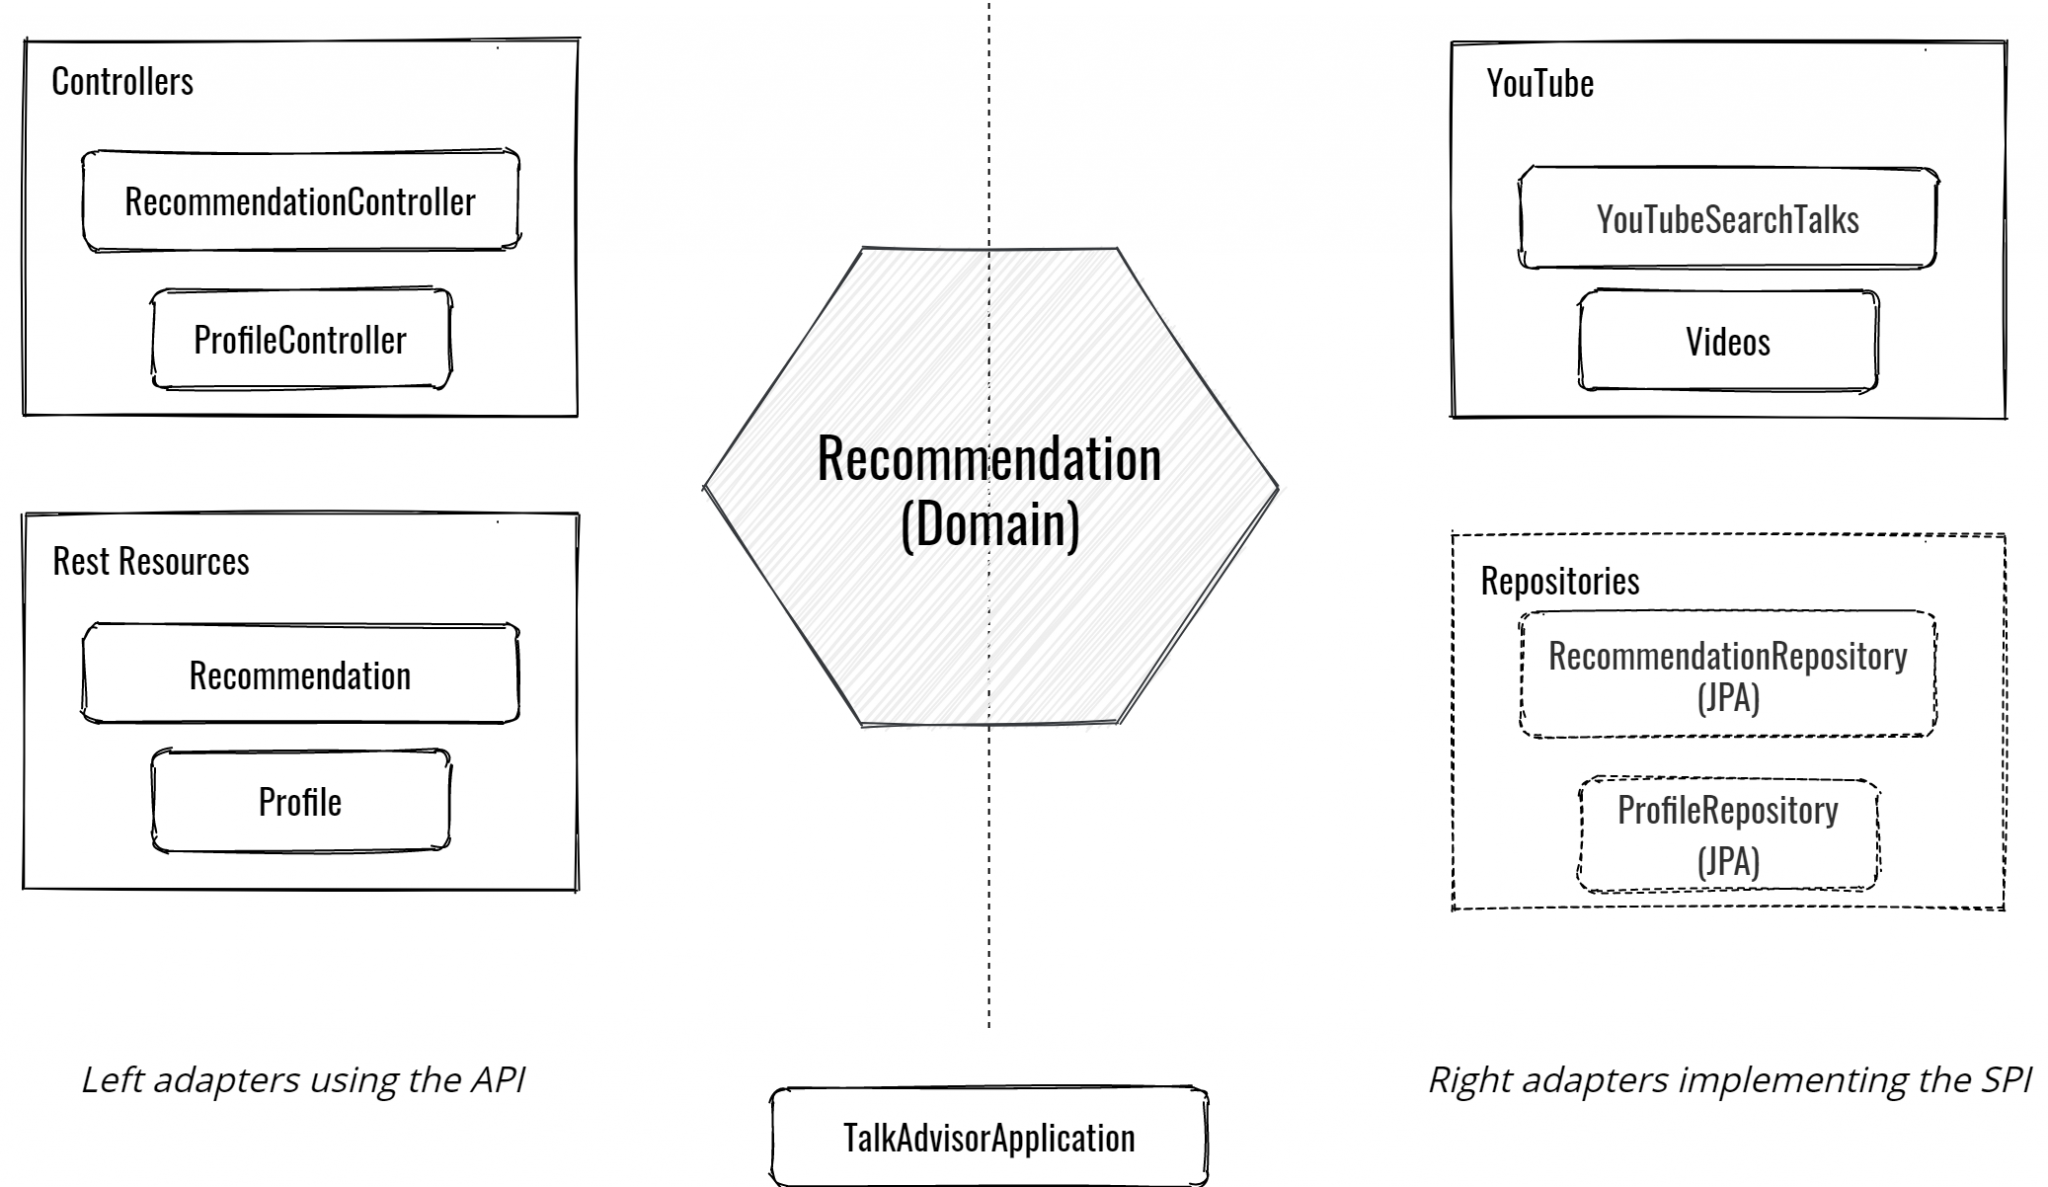 Controllers
RecommendationController
ProfileController
Rest Resources
Recommendation
Profile
Left adapters using the API
Recommendation
(Domain)
TalkAdvisorApplication
YouTube
YouTubeSearchTalks
Videos
Repositories
RecommendationRepository
(JPA)
ProfileRepository
(JPA)
Right adapters implementing the SPI